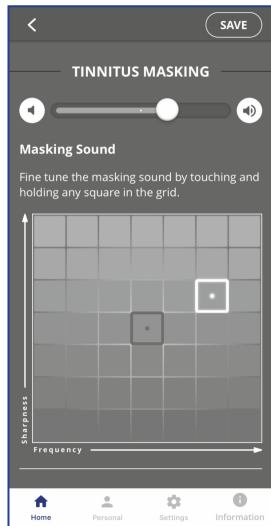 SAVE
TINNITUS MASKING
Masking Sound
Fine tune the masking sound by touching and
holding any square in the grid.
Sharpness
Frequency
Home Personal Settings Information